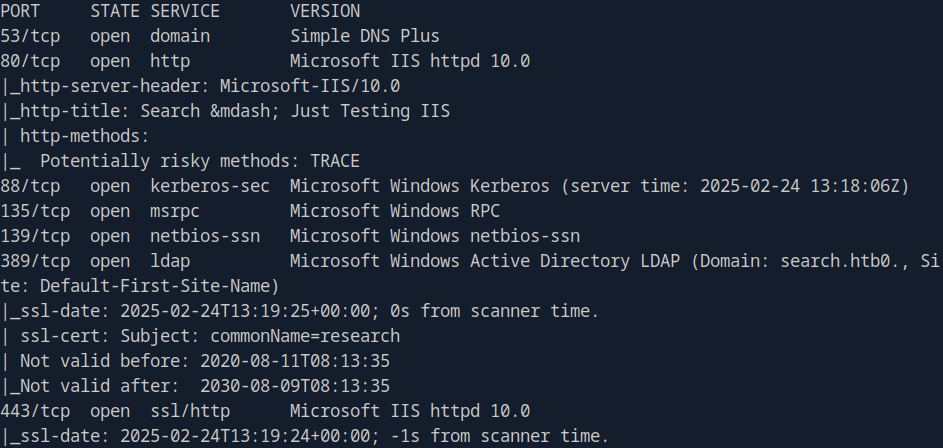 PORT    STATE SERVICE       VERSION
53/tcp  open  domain        Simple DNS Plus
80/tcp  open  http          Microsoft IIS httpd 10.0
|_http-server-header: Microsoft-IIS/10.0
|_http-title: Search &mdash; Just Testing IIS
| http-methods:
|_  Potentially risky methods: TRACE
88/tcp  open  kerberos-sec  Microsoft Windows Kerberos (server time: 2025-02-24 13:18:06Z)
135/tcp open  msrpc         Microsoft Windows RPC
139/tcp open  netbios-ssn   Microsoft Windows netbios-ssn
389/tcp open  ldap          Microsoft Windows Active Directory LDAP (Domain: search.htb0., Si
te: Default-First-Site-Name)
|_ssl-date: 2025-02-24T13:19:25+00:00; 0s from scanner time.
| ssl-cert: Subject: commonName=research
| Not valid before: 2020-08-11T08:13:35
|_Not valid after:  2030-08-09T08:13:35
443/tcp open  ssl/http      Microsoft IIS httpd 10.0
|_ssl-date: 2025-02-24T13:19:24+00:00; -1s from scanner time.